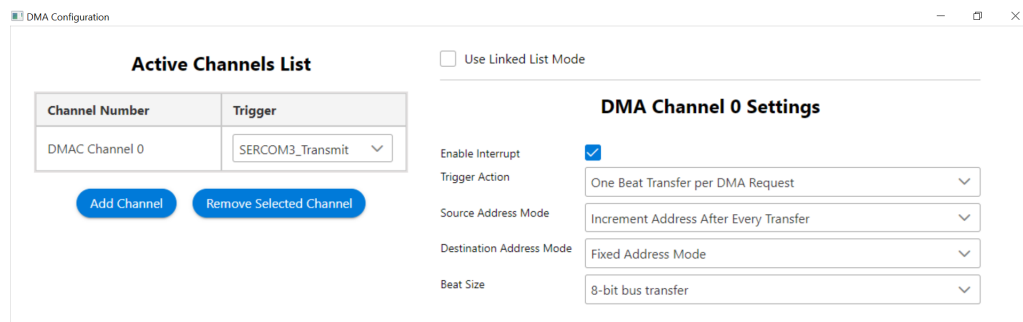 DMA Configuration
Active Channels List
Channel Number Trigger
DMAC Channel 0 SERCOM3_Transmit
Add Channel Remove Selected Channel
Use Linked List Mode
DMA Channel 0 Settings
Enable Interrupt
Trigger Action One Beat Transfer per DMA Request
Source Address Mode Increment Address After Every Transfer
Destination Address Mode Fixed Address Mode
Beat Size 8-bit bus transfer